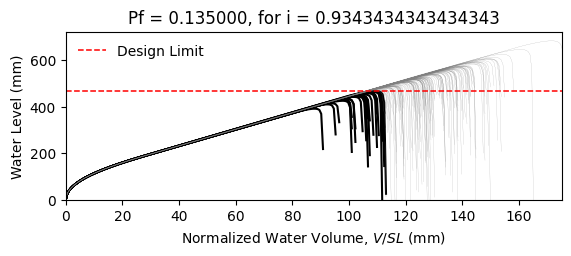 Pf = 0.135000, for i = 0.9343434343434343
Design Limit
Water Level (mm)
600
400
200
0
0 20 40 60 80 100 120 140 160
Normalized Water Volume, V/SL (mm)